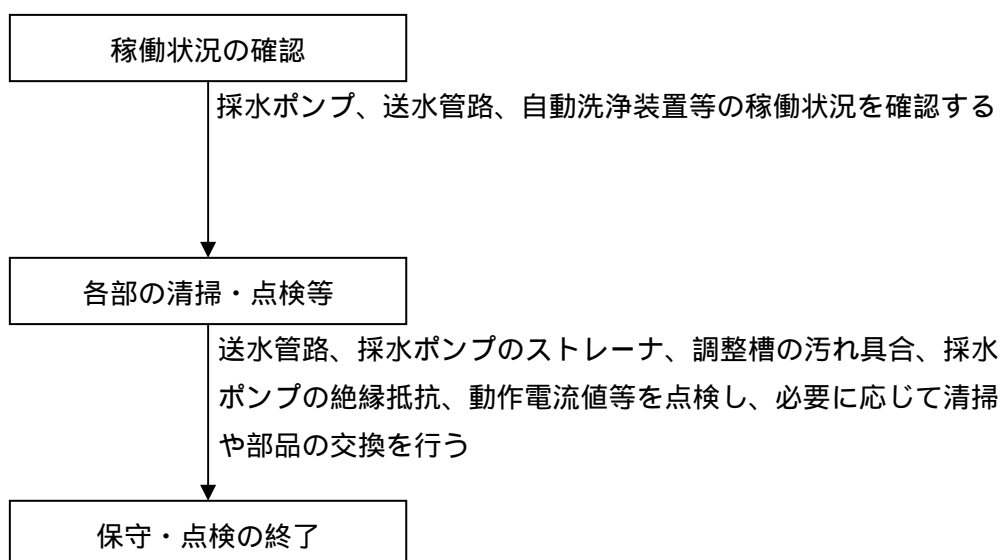 稼働状況の確認
採水ポンプ、送水管路、自動洗浄装置等の稼働状況を確認する
各部の清掃・点検等
送水管路、採水ポンプのストレーナ、調整槽の汚れ具合、採水
ポンプの絶縁抵抗、動作電流値等を点検し、必要に応じて清掃
や部品の交換を行う
保守・点検の終了